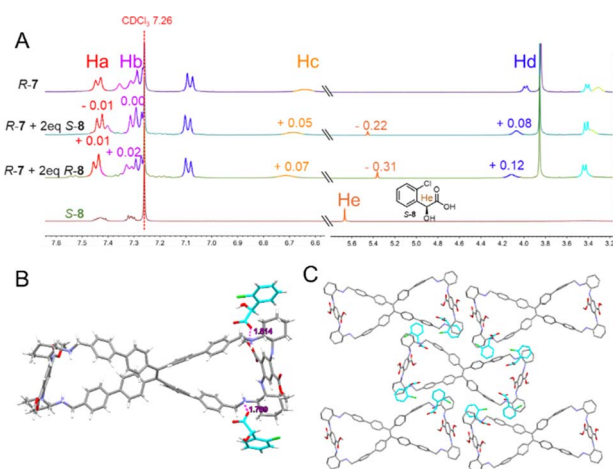 CDCl3 7.26
A
Ha Hb Hc Hd
R-7
- 0.01 0.00
+ 0.05 - 0.22 + 0.08
R-7 + 2eq S-8
+ 0.01 + 0.02
+ 0.07 - 0.31 + 0.12
R-7 + 2eq R-8
Cl
He
He OH
O
S-8 OH
S-8
7.6 7.5 7.4 7.3 7.2 7.1 7.0 6.9 6.8 6.7 6.6 5.6 5.4 5.2 5.0 4.8 4.6 4.4 4.2 4.0 3.8 3.6 3.4 3.2
B
C
1.814